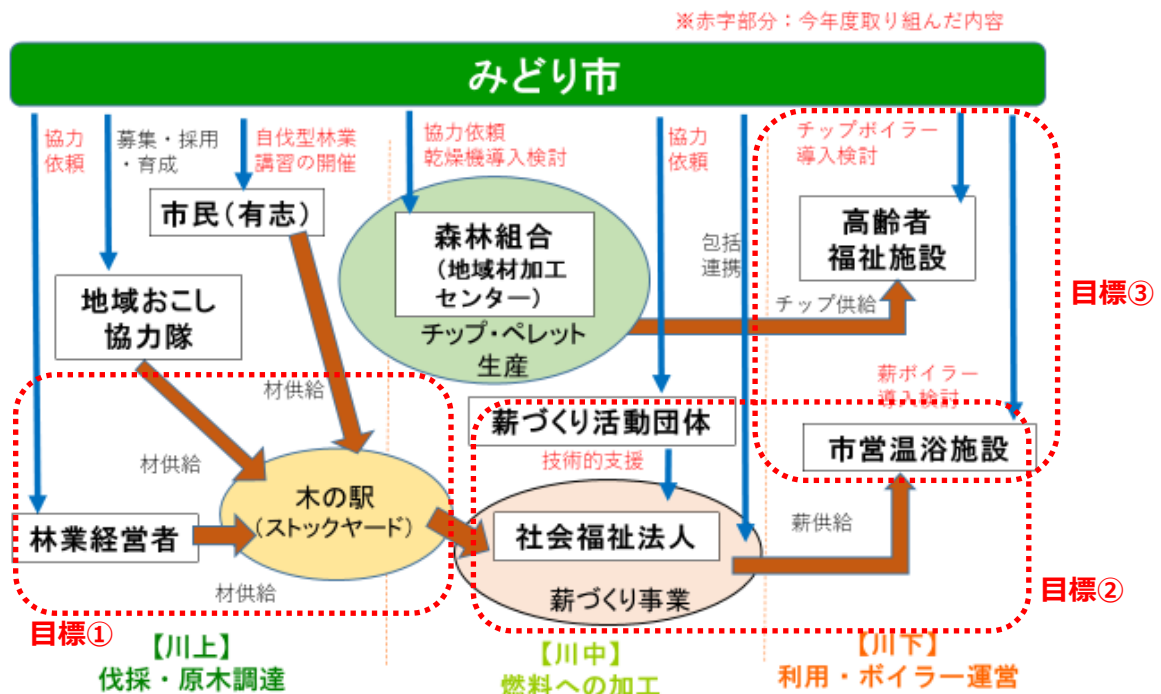 ※赤字部分：今年度取り組んだ内容
みどり市
協力
依頼
募集・採用
・育成
自伐型林業
講習の開催
協力依頼
乾燥機導入検討
協力
依頼
チップボイラー
導入検討
市民（有志）
森林組合
（地域材加工
センター）
チップ・ペレット
生産
包括
連携
高齢者
福祉施設
目標③
地域おこし
協力隊
チップ供給
材供給
薪ボイラー
導入検討
薪づくり活動団体
市営温浴施設
技術的支援
材供給
木の駅
（ストックヤード）
林業経営者
社会福祉法人
薪供給
材供給
薪づくり事業
目標②
目標①
【川上】
伐採・原木調達
【川中】
燃料への加工
【川下】
利用・ボイラー運営